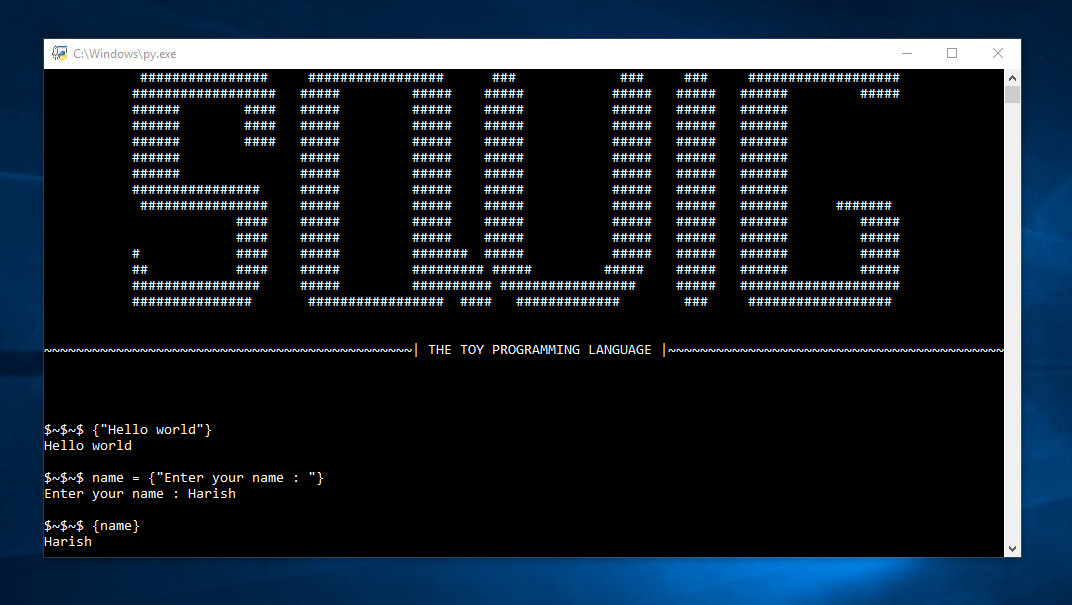 C:\Windows\py.exe
SQUIG
~~~~~~~~~~~~~~~~~~~~~~~~~~~~~~~~~~~~~~~~~~~~~~| THE TOY PROGRAMMING LANGUAGE |~~~~~~~~~~~~~~~~~~~~~~~~~~~~~~~~~~~~~~~~~~
$~$~$ {"Hello world"}
Hello world
$~$~$ name = {"Enter your name : "}
Enter your name : Harish
$~$~$ {name}
Harish